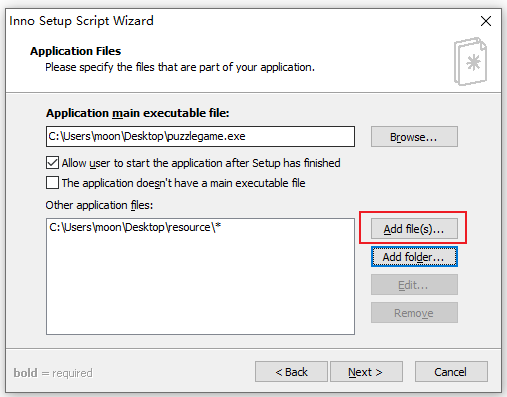 Inno Setup Script Wizard
Application Files
Please specify the files that are part of your application.
Application main executable file:
C:\Users\moon\Desktop\puzzlegame.exe
Browse...
Allow user to start the application after Setup has finished
The application doesn't have a main executable file
Other application files:
C:\Users\moon\Desktop\resource\*
Add file(s)...
Add folder...
Edit...
Remove
bold = required
< Back
Next >
Cancel